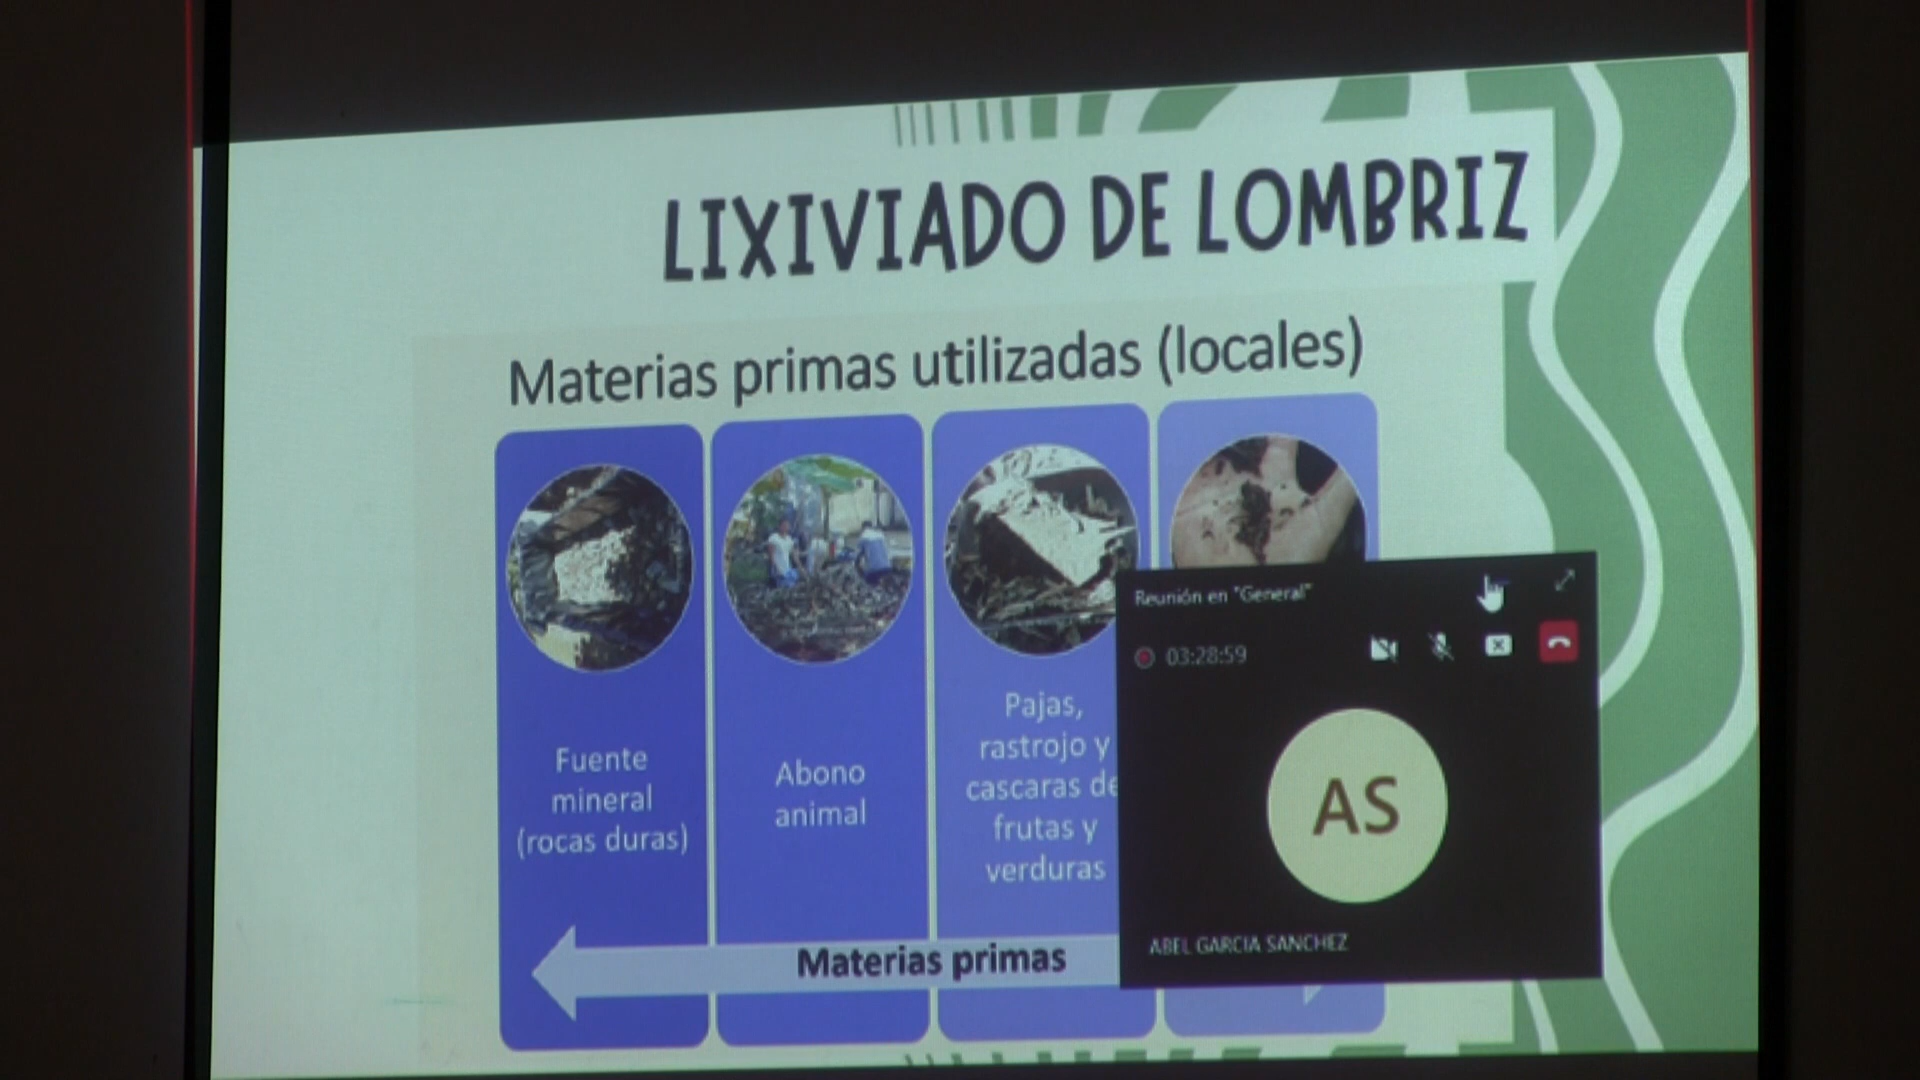 LIXIVIADO DE LOMBRIZ
Materias primas utilizadas (locales)
Fuente
mineral
(rocas duras)
Abono
animal
Pajas,
rastrojo y
cascaras de
frutas y
verduras
Materias primas
Reunión en "General"
03:28:59
AS
ABEL GARCIA SANCHEZ